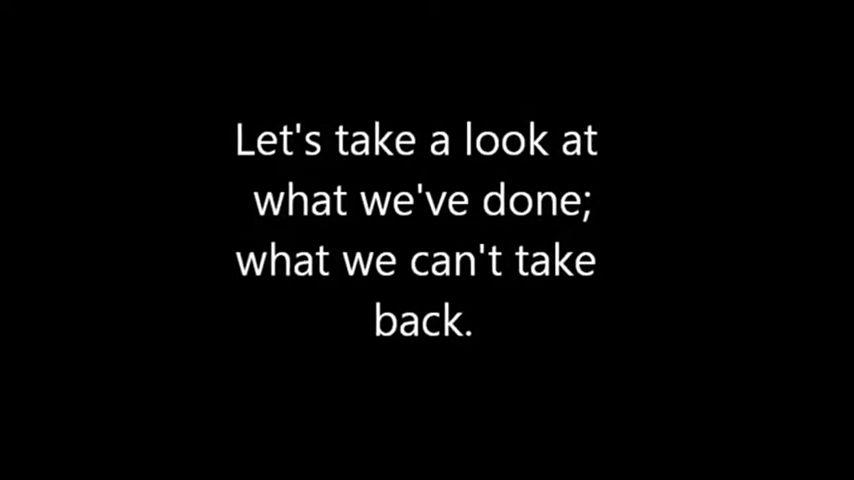 Let's take a look at
what we've done;
what we can't take
back.